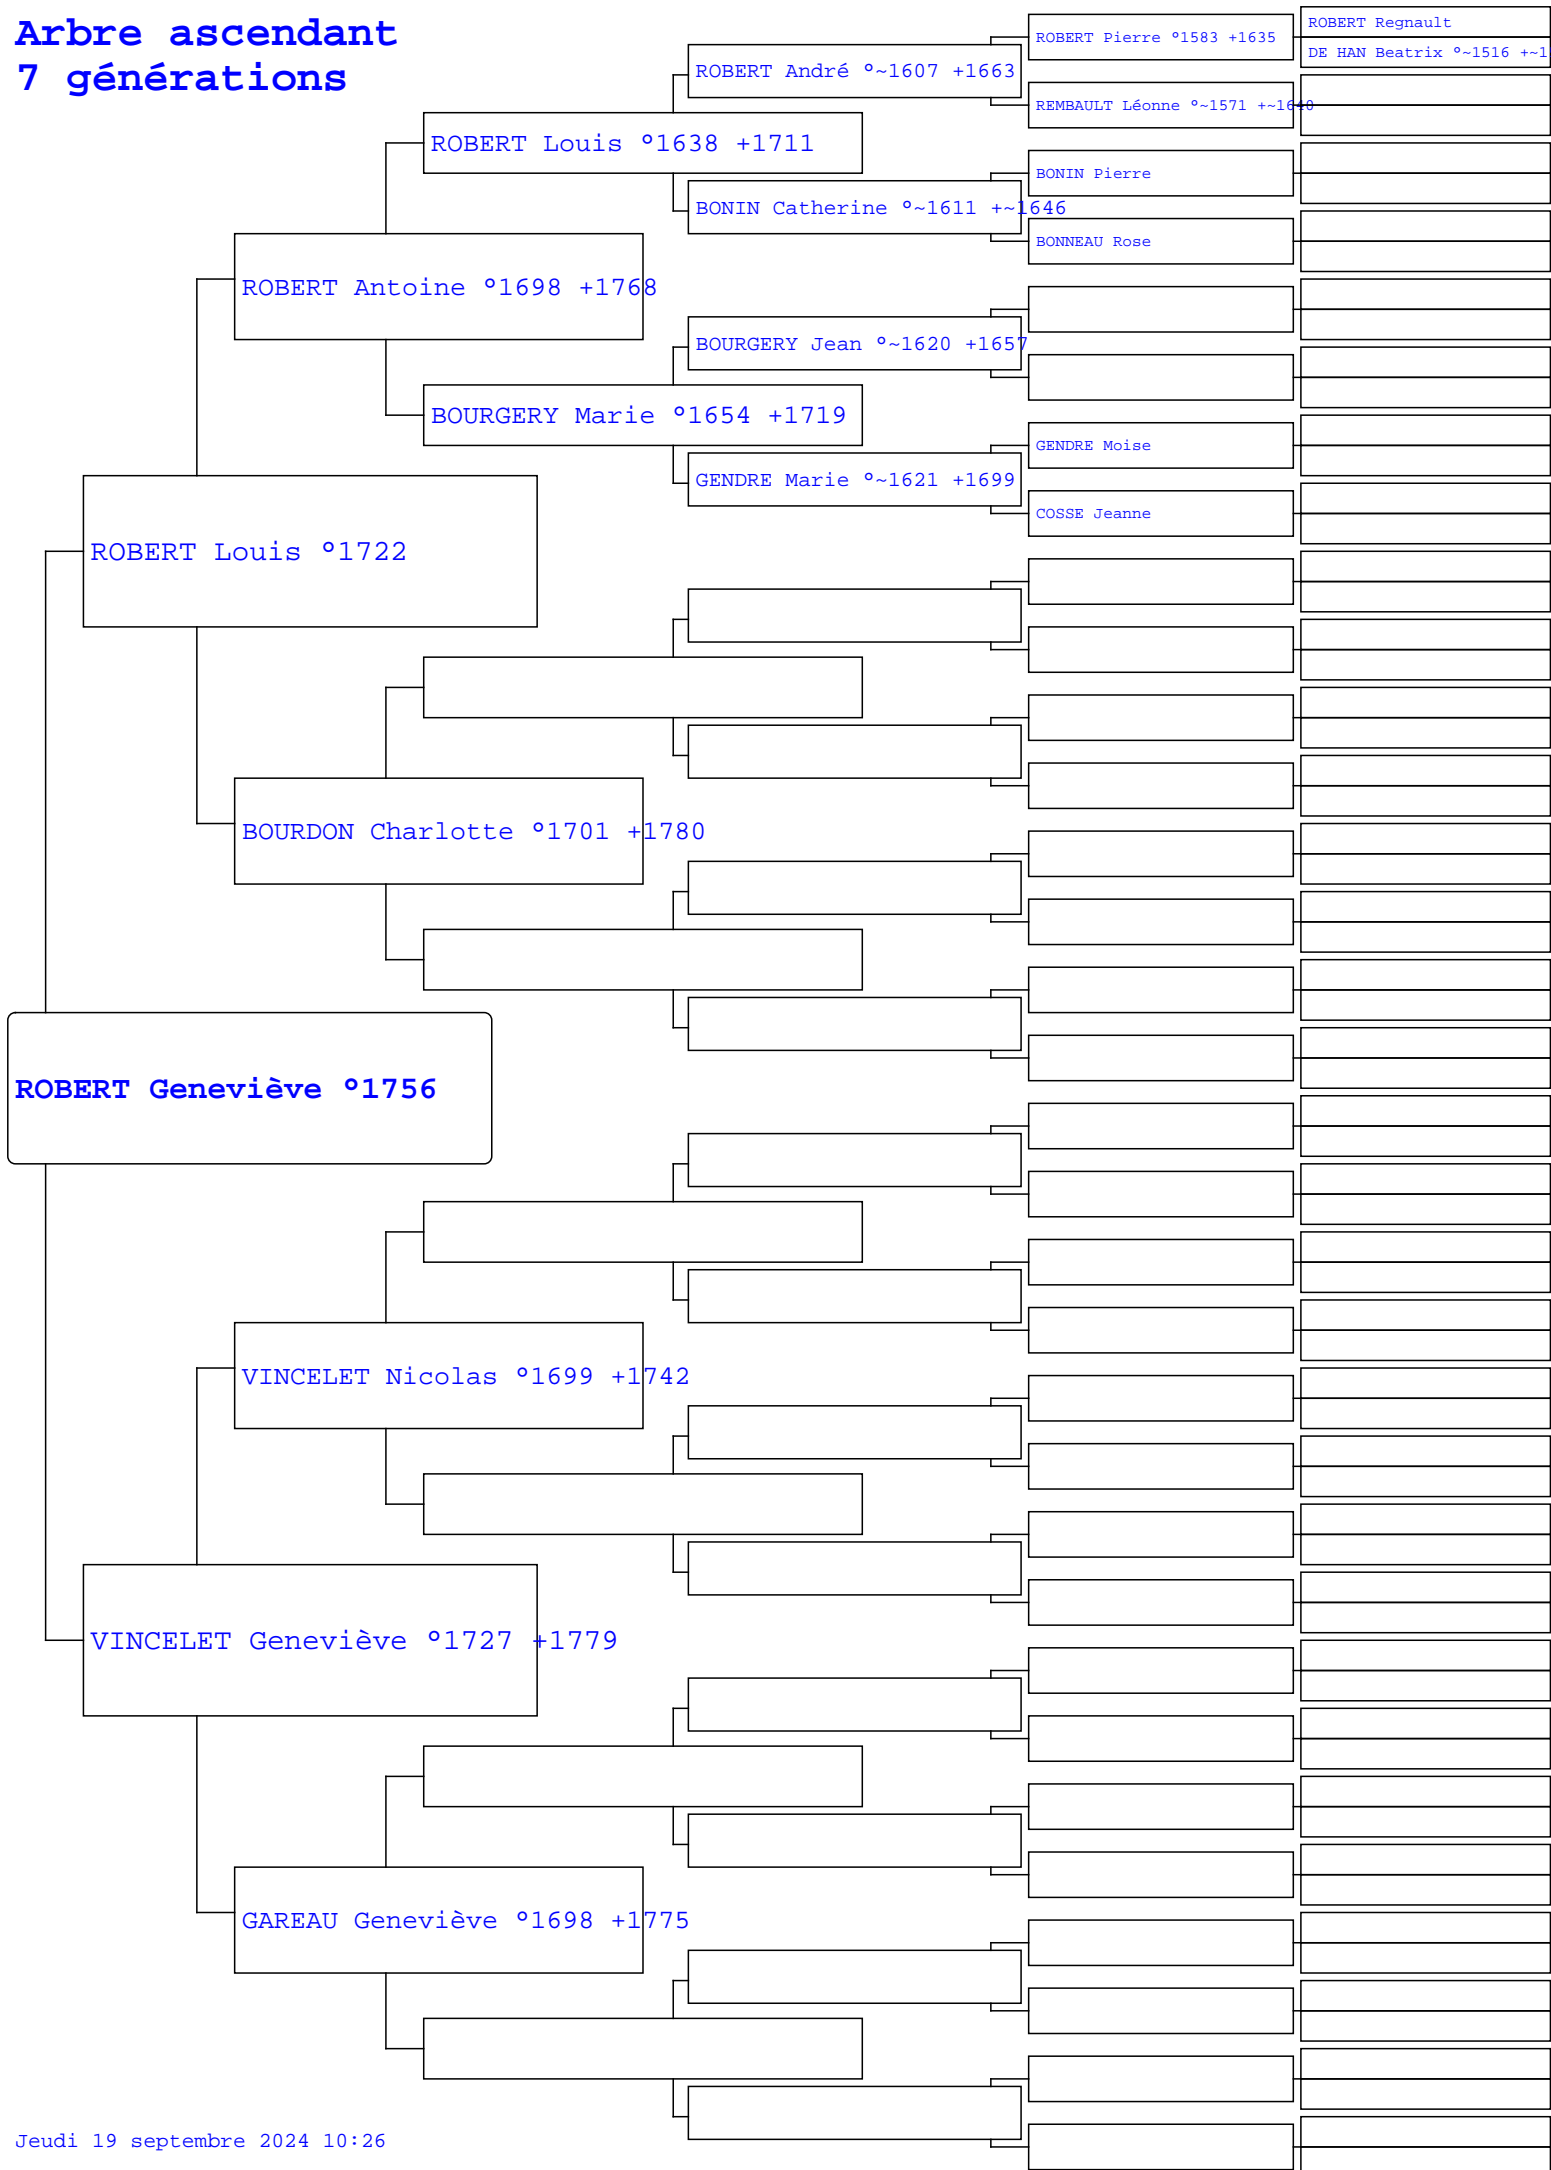 Arbre ascendant
7 générations
ROBERT Regnault
ROBERT Pierre °1583 +1635
DE HAN Beatrix °~1516 +~1
ROBERT André °~1607 +1663
REMBAULT Léonne °~1571 +~1640
ROBERT Louis °1638 +1711
BONIN Pierre
BONIN Catherine °~1611 +~1646
BONNEAU Rose
ROBERT Antoine °1698 +1768
BOURGERY Jean °~1620 +1657
BOURGERY Marie °1654 +1719
GENDRE Moise
GENDRE Marie °~1621 +1699
COSSE Jeanne
ROBERT Louis °1722
BOURDON Charlotte °1701 +1780
ROBERT Geneviève °1756
VINCELET Nicolas °1699 +1742
VINCELET Geneviève °1727 +1779
GAREAU Geneviève °1698 +1775
Jeudi 19 septembre 2024 10:26